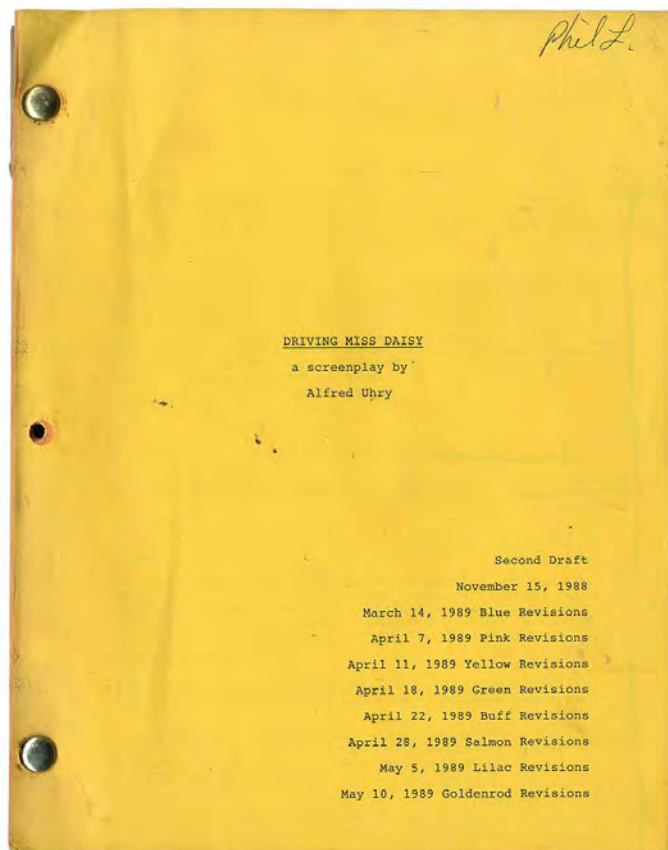 Phil L.
DRIVING MISS DAISY
a screenplay by
Alfred Uhry
Second Draft
November 15, 1988
March 14, 1989 Blue Revisions
April 7, 1989 Pink Revisions
April 11, 1989 Yellow Revisions
April 18, 1989 Green Revisions
April 22, 1989 Buff Revisions
April 28, 1989 Salmon Revisions
May 5, 1989 Lilac Revisions
May 10, 1989 Goldenrod Revisions